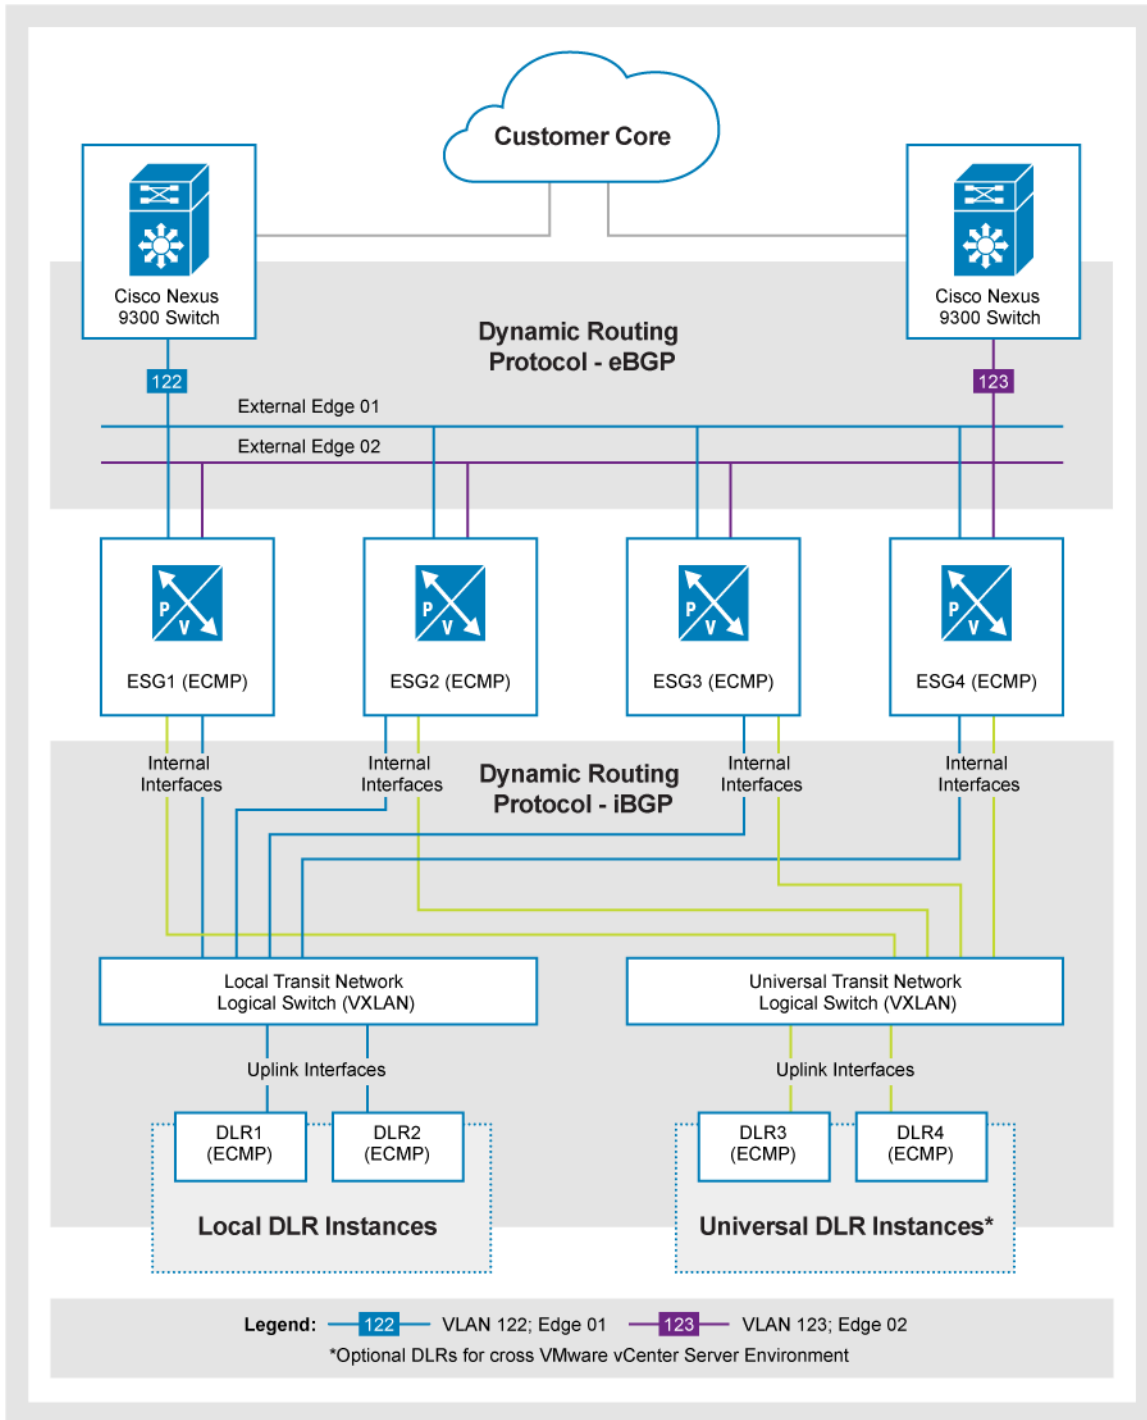 Customer Core
Cisco Nexus
9300 Switch
Cisco Nexus
9300 Switch
Dynamic Routing
Protocol - eBGP
122
123
External Edge 01
External Edge 02
P
V
P
V
P
V
P
V
ESG1 (ECMP)
ESG2 (ECMP)
ESG3 (ECMP)
ESG4 (ECMP)
Internal
Interfaces
Internal
Interfaces
Dynamic Routing
Protocol - iBGP
Internal
Interfaces
Internal
Interfaces
Local Transit Network
Logical Switch (VXLAN)
Universal Transit Network
Logical Switch (VXLAN)
Uplink Interfaces
Uplink Interfaces
DLR1
(ECMP)
DLR2
(ECMP)
DLR3
(ECMP)
DLR4
(ECMP)
Local DLR Instances
Universal DLR Instances*
Legend: 122 VLAN 122; Edge 01 123 VLAN 123; Edge 02
*Optional DLRs for cross VMware vCenter Server Environment